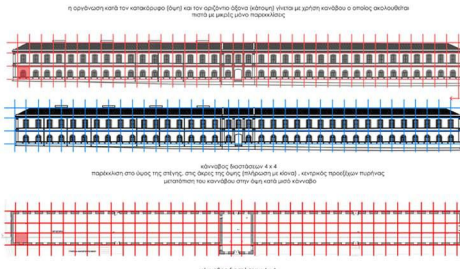 η οργάνωση κατά τον κατακόρυφο (όψη) και τον οριζόντιο άξονα (κάτοψη) γίνεται με χρήση κανάβου ο οποίος ακολουθείται
πιστά με μικρές μόνο παρεκκλίσεις
κάνναβος διαστάσεων 4 x 4
παρέκκλιση στο ύψος της στέγης, στις άκρες της όψης (πλήρωση με κίονα) , κεντρικός προεξέχων πυρήνας
μετατόπιση του καννάβου στην όψη κατά μισό κάνναβο